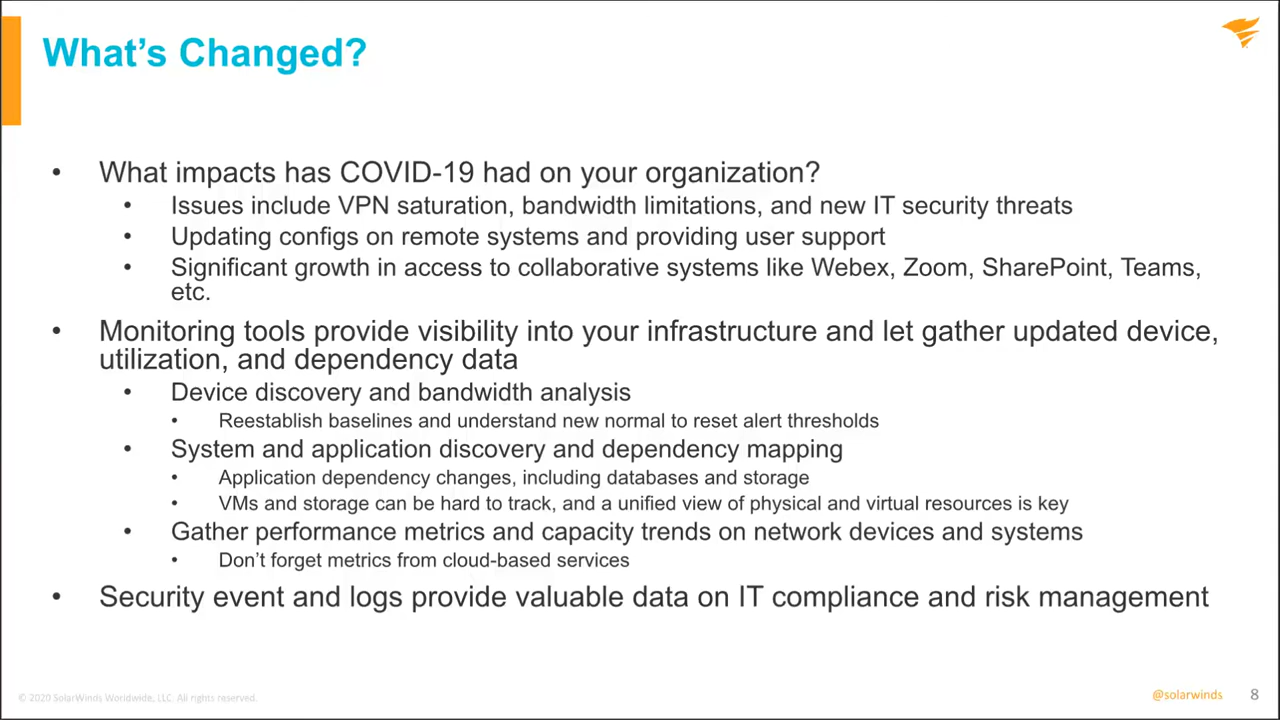 What's Changed?
• What impacts has COVID-19 had on your organization?
• Issues include VPN saturation, bandwidth limitations, and new IT security threats
• Updating configs on remote systems and providing user support
• Significant growth in access to collaborative systems like Webex, Zoom, SharePoint, Teams,
etc.
• Monitoring tools provide visibility into your infrastructure and let gather updated device,
utilization, and dependency data
• Device discovery and bandwidth analysis
• Reestablish baselines and understand new normal to reset alert thresholds
• System and application discovery and dependency mapping
• Application dependency changes, including databases and storage
• VMs and storage can be hard to track, and a unified view of physical and virtual resources is key
• Gather performance metrics and capacity trends on network devices and systems
• Don't forget metrics from cloud-based services
• Security event and logs provide valuable data on IT compliance and risk management
© 2020 SolarWinds Worldwide, LLC. All rights reserved.
@solarwinds 8